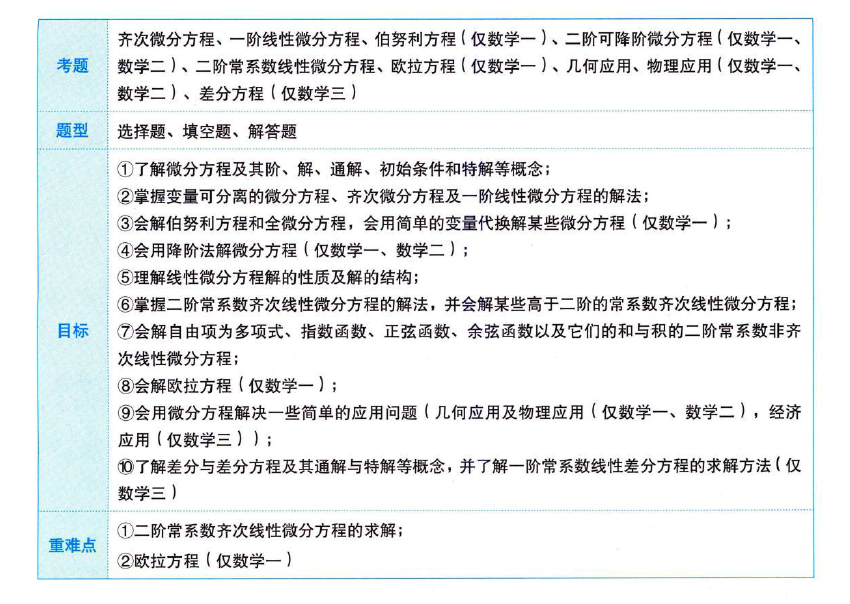 考题
齐次微分方程、一阶线性微分方程、伯努利方程(仅数学一)、二阶可降阶微分方程(仅数学一、
数学二)、二阶常系数线性微分方程、欧拉方程(仅数学一)、几何应用、物理应用(仅数学一、
数学二)、差分方程(仅数学三)
题型
选择题、填空题、解答题
目标
①了解微分方程及其阶、解、通解、初始条件和特解等概念;
②掌握变量可分离的微分方程、齐次微分方程及一阶线性微分方程的解法;
③会解伯努利方程和全微分方程,会用简单的变量代换解某些微分方程(仅数学一);
④会用降阶法解微分方程(仅数学一、数学二);
⑤理解线性微分方程解的性质及解的结构;
⑥掌握二阶常系数齐次线性微分方程的解法,并会解某些高于二阶的常系数齐次线性微分方程;
⑦会解自由项为多项式、指数函数、正弦函数、余弦函数以及它们的和与积的二阶常系数非齐
次线性微分方程;
⑧会解欧拉方程(仅数学一);
⑨会用微分方程解决一些简单的应用问题(几何应用及物理应用(仅数学一、数学二),经济
应用(仅数学三));
⑩了解差分与差分方程及其通解与特解等概念,并了解一阶常系数线性差分方程的求解方法(仅
数学三)
重难点
①二阶常系数齐次线性微分方程的求解;
②欧拉方程(仅数学一)